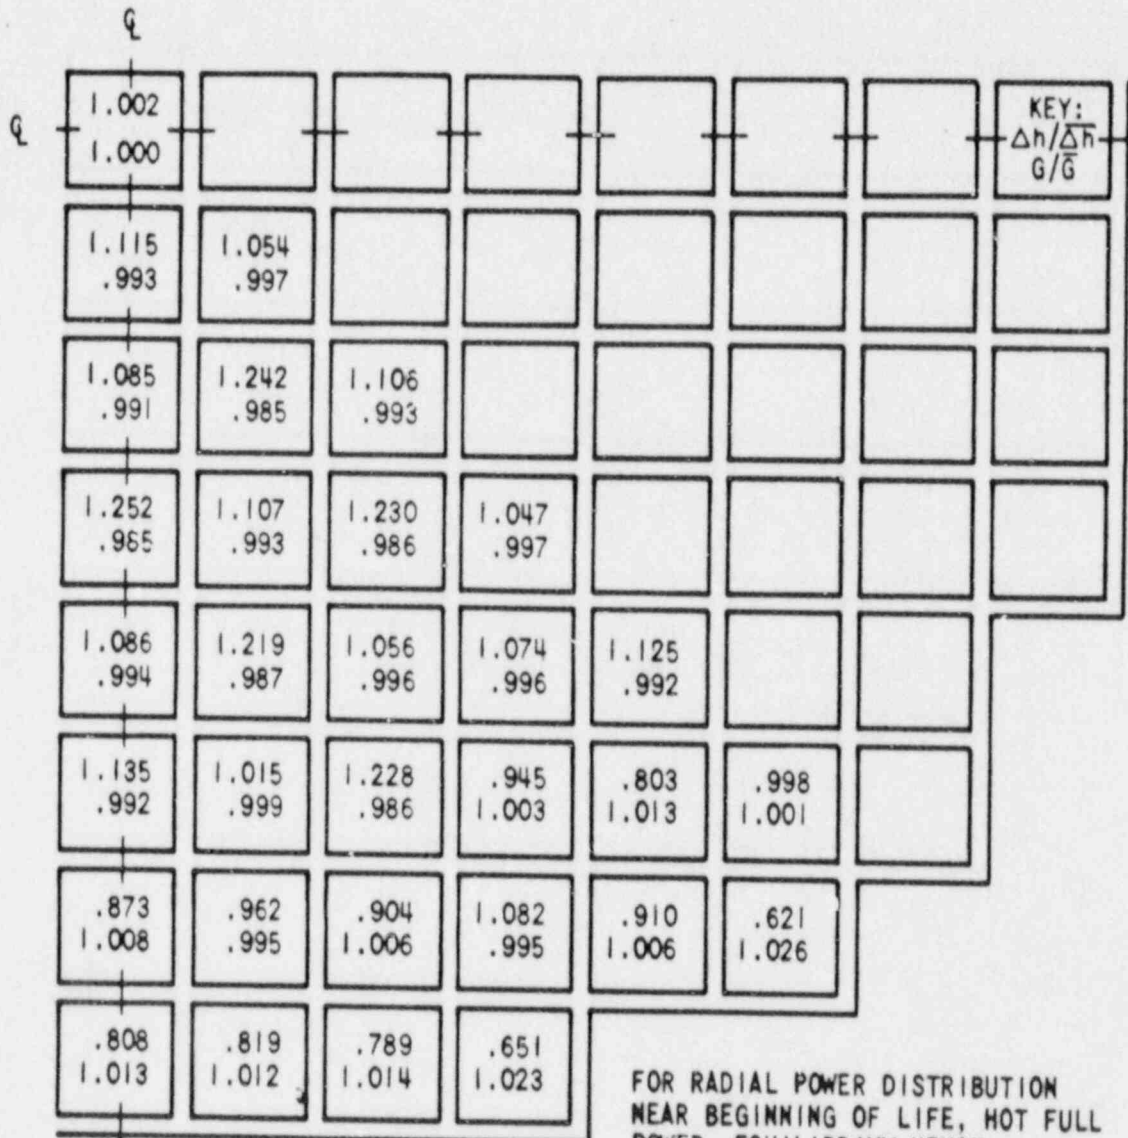 ℄
℄
1.002
1.000
KEY:
Δh/Δh̅
G/G̅
1.115 1.054
.993 .997
1.085 1.242 1.106
.991 .985 .993
1.252 1.107 1.230 1.047
.985 .993 .986 .997
1.086 1.219 1.056 1.074 1.125
.994 .987 .996 .996 .992
1.135 1.015 1.228 .945 .803 .998
.992 .999 .986 1.003 1.013 1.001
.873 .962 .904 1.082 .910 .621
1.008 .995 1.006 .995 1.006 1.026
.808 .819 .789 .651
1.013 1.012 1.014 1.023
FOR RADIAL POWER DISTRIBUTION
NEAR BEGINNING OF LIFE, HOT FULL